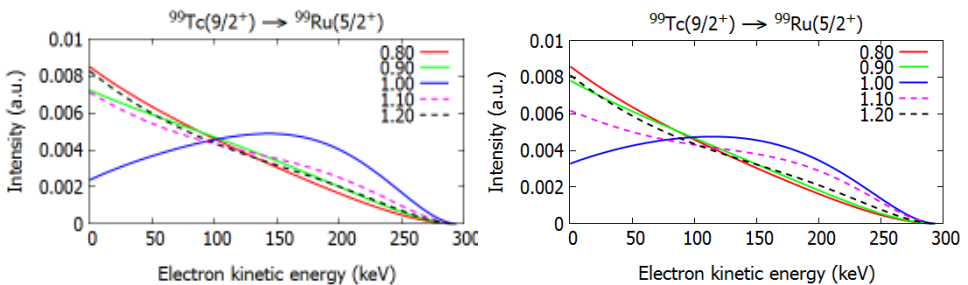 ⁹⁹Tc(9/2⁺) → ⁹⁹Ru(5/2⁺)
0.01
0.008
0.006
0.004
0.002
0
Intensity (a.u.)
0.80
0.90
1.00
1.10
1.20
0 50 100 150 200 250 300
Electron kinetic energy (keV)
⁹⁹Tc(9/2⁺) → ⁹⁹Ru(5/2⁺)
0.01
0.008
0.006
0.004
0.002
0
Intensity (a.u.)
0.80
0.90
1.00
1.10
1.20
0 50 100 150 200 250 300
Electron kinetic energy (keV)